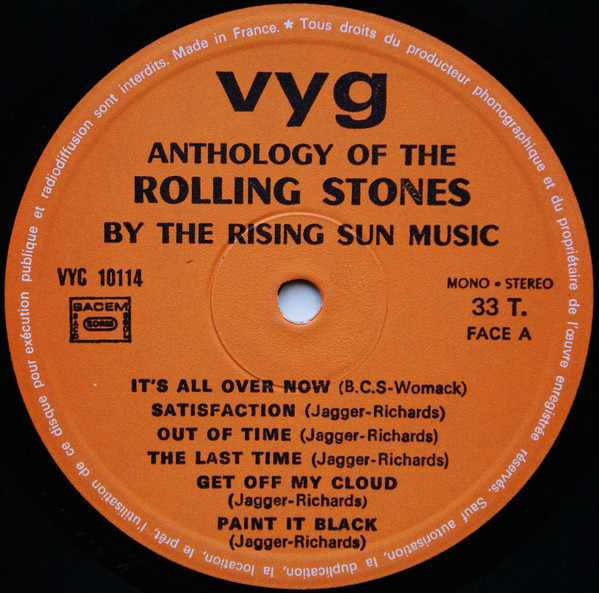 vyg
ANTHOLOGY OF THE
ROLLING STONES
BY THE RISING SUN MUSIC
VYC 10114
MONO • STEREO
SACEM
SDRM
33 T.
FACE A
IT'S ALL OVER NOW (B.C.S-Womack)
SATISFACTION (Jagger-Richards)
OUT OF TIME (Jagger-Richards)
THE LAST TIME (Jagger-Richards)
GET OFF MY CLOUD
(Jagger-Richards)
PAINT IT BLACK
(Jagger-Richards)
* Tous droits du producteur phonographique et du propriétaire de l'œuvre enregistrée réservés. Sauf autorisation, la duplication, la location, le prêt, l'utilisation de ce disque pour exécution publique et radiodiffusion sont interdits. Made in France.